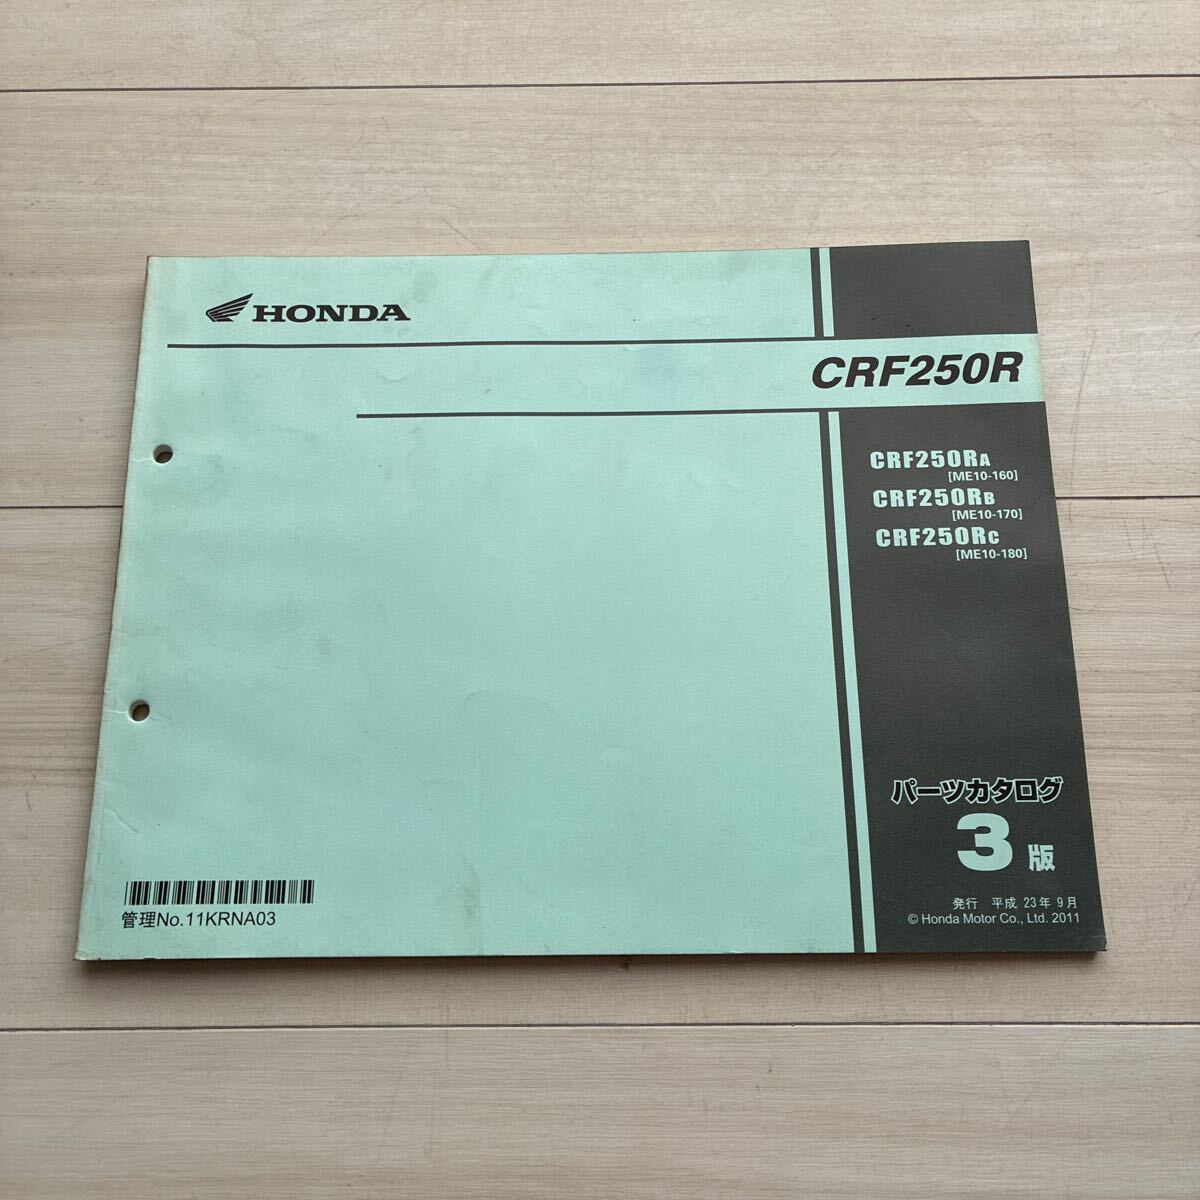 HONDA
CRF250R
CRF250RA
[ME10-160]
CRF250RB
[ME10-170]
CRF250RC
[ME10-180]
パーツカタログ
3版
発行 平成 23年 9月
© Honda Motor Co., Ltd. 2011
管理No.11KRNA03